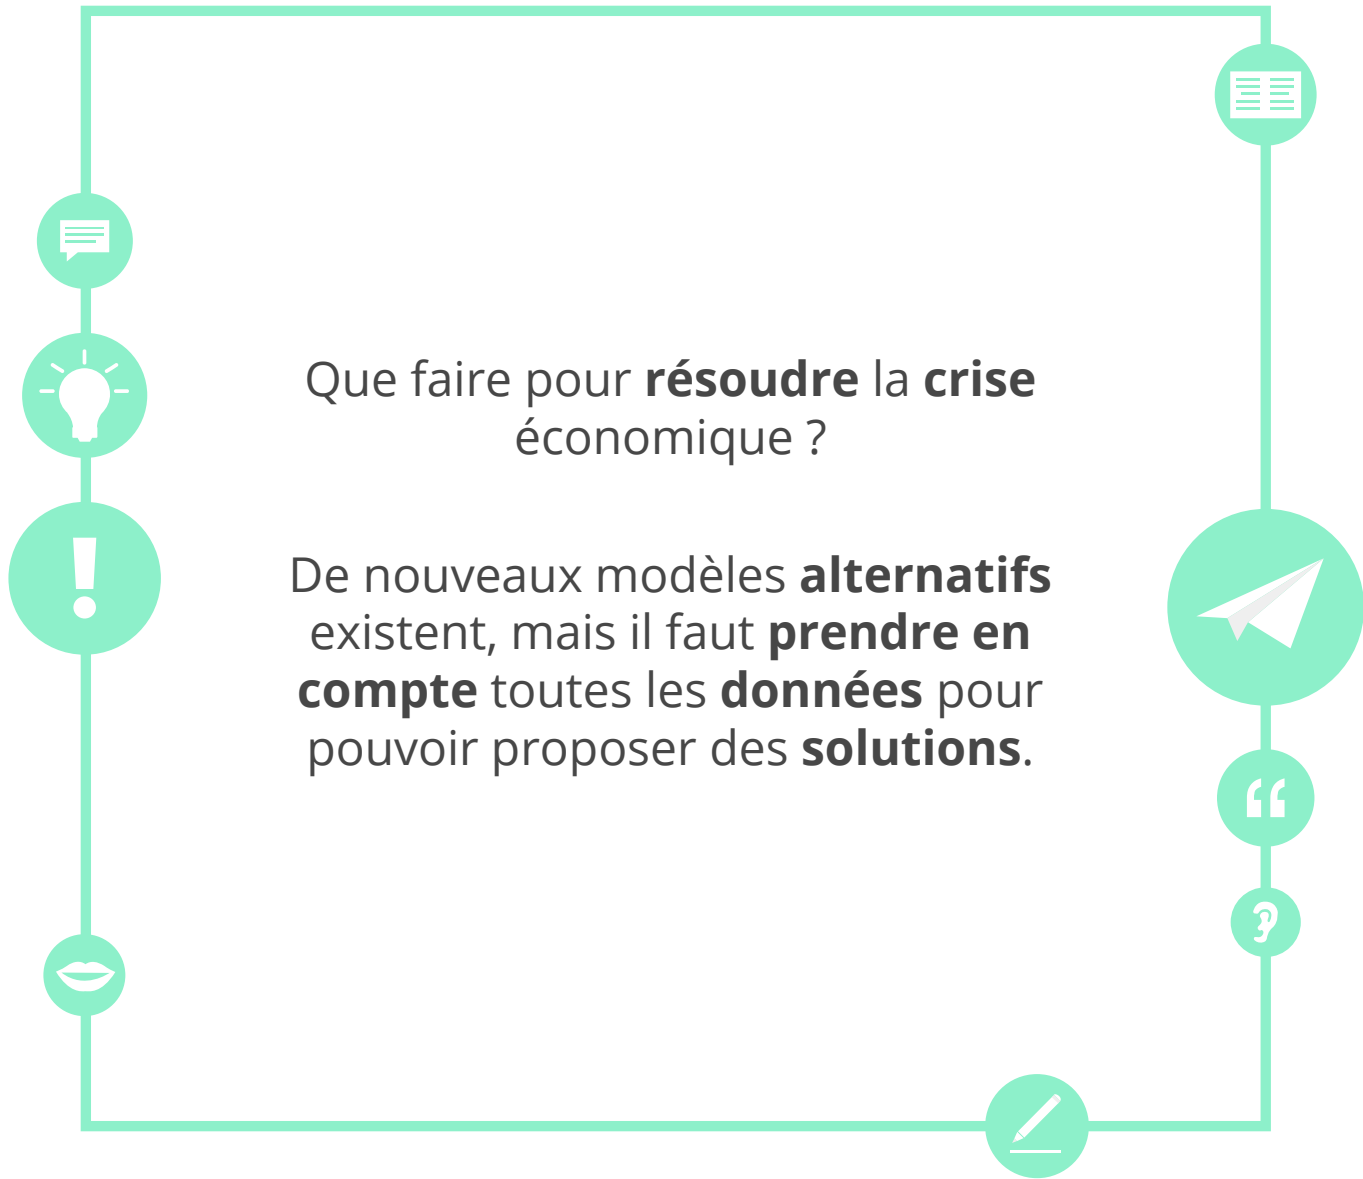 Que faire pour résoudre la crise
économique ?
De nouveaux modèles alternatifs
existent, mais il faut prendre en
compte toutes les données pour
pouvoir proposer des solutions.